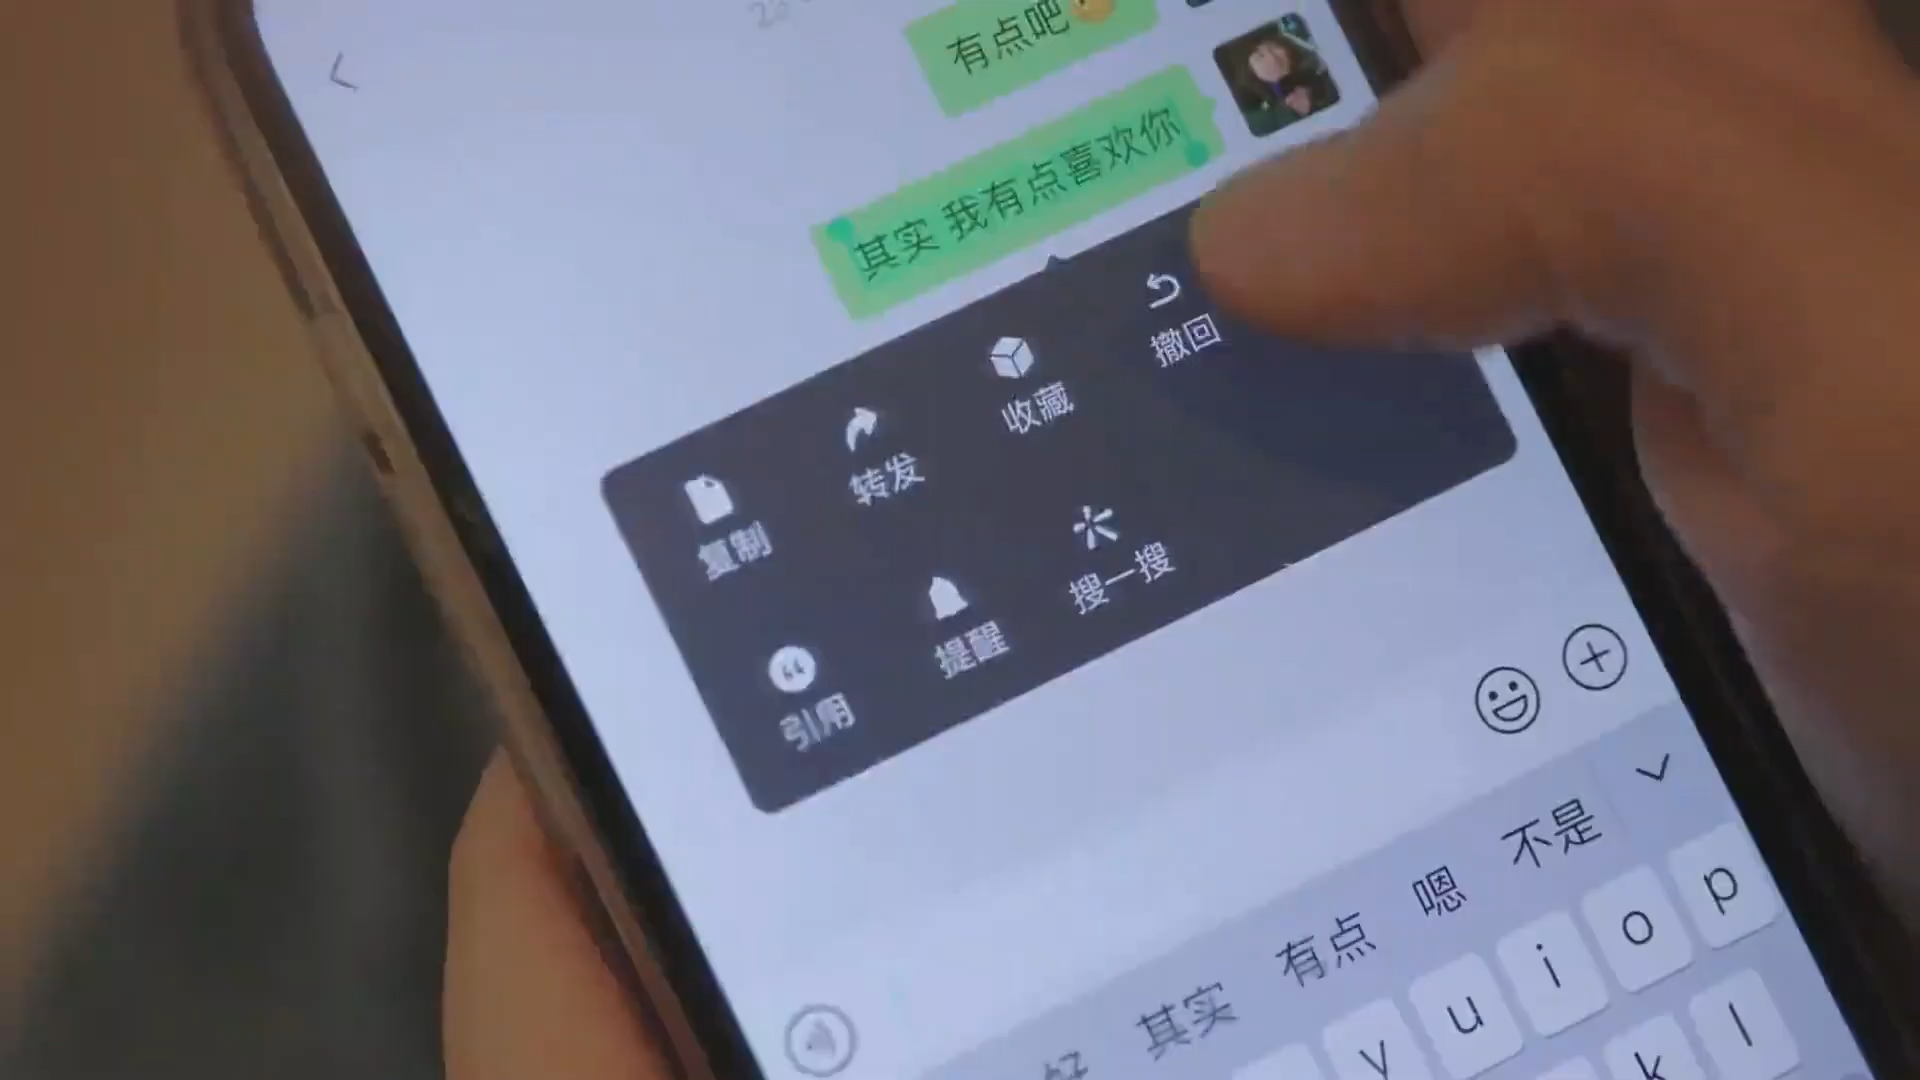 有点吧
其实 我有点喜欢你
复制
转发
收藏
撤回
引用
提醒
搜一搜
好 其实 有点 嗯 不是
y u i o p
k l